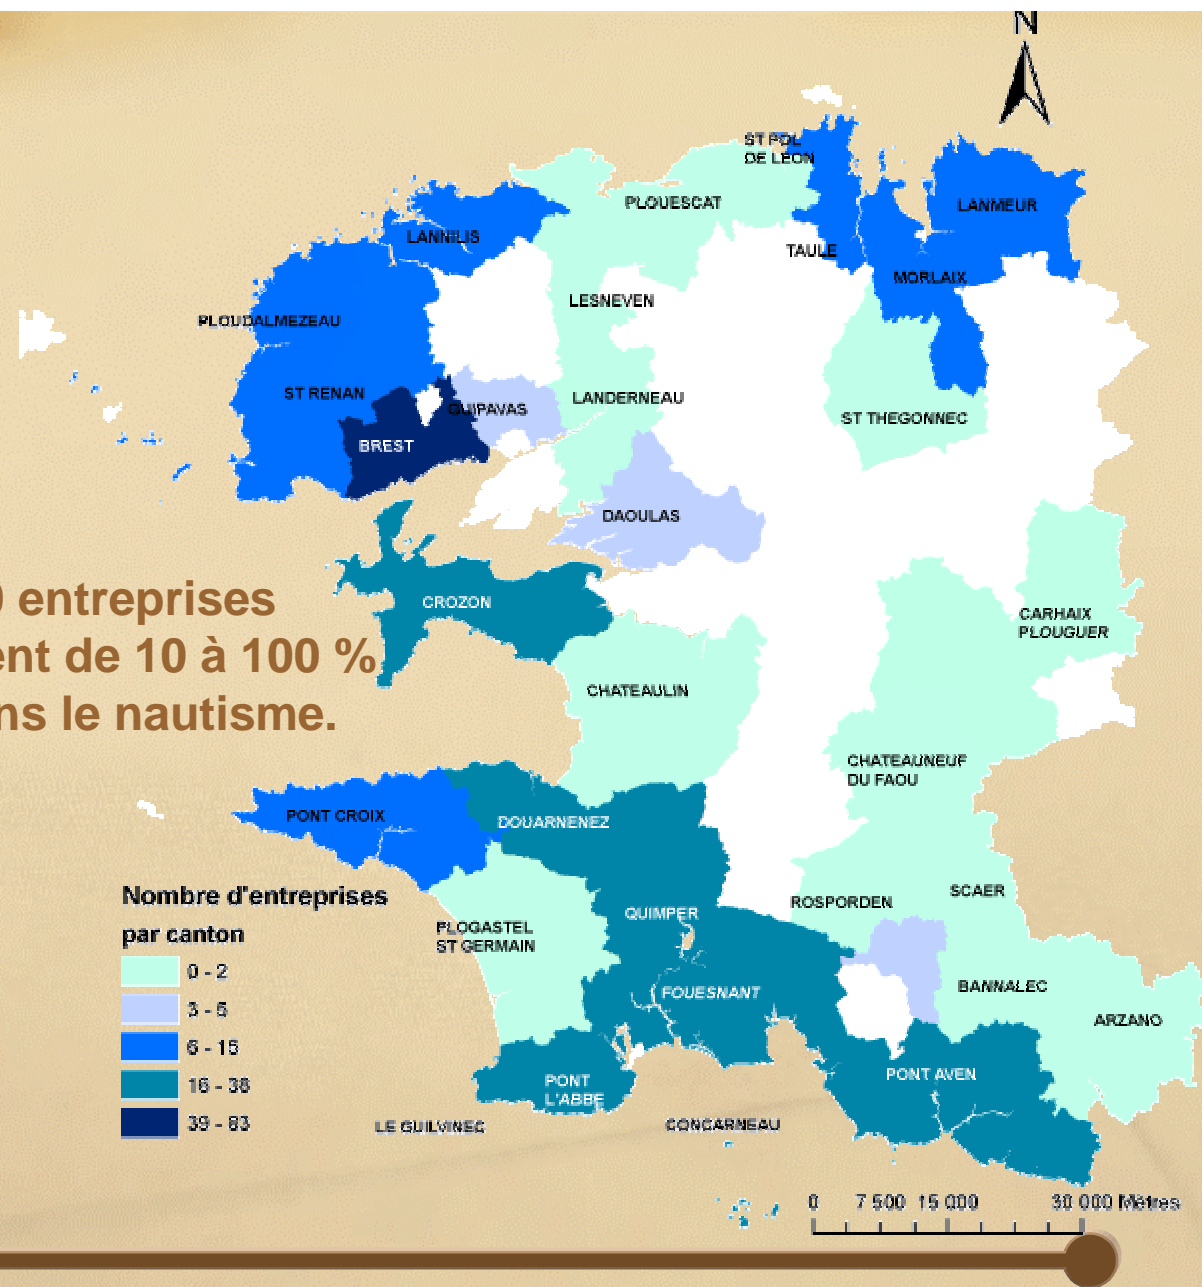 N
ST POL
DE LEON
PLOUESCAT
LANMEUR
LANNILIS
TAULE
MORLAIX
LESNEVEN
PLOUDALMEZEAU
ST RENAN
LANDERNEAU
GUIPAVAS
ST THEGONNEC
BREST
DAOULAS
entreprises
CROZON
CARHAIX
PLOUGUER
de 10 à 100 %
CHATEAULIN
le nautisme.
CHATEAUNEUF
DU FAOU
PONT CROIX
DOUARNENEZ
Nombre d'entreprises
par canton
0 - 2
3 - 5
6 - 15
16 - 38
39 - 83
SCAER
ROSPORDEN
QUIMPER
PLOGASTEL
ST GERMAIN
BANNALEC
FOUESNANT
ARZANO
PONT AVEN
PONT
L'ABBE
LE GUILVINEC
CONCARNEAU
0 7 500 15 000 30 000 Mètres